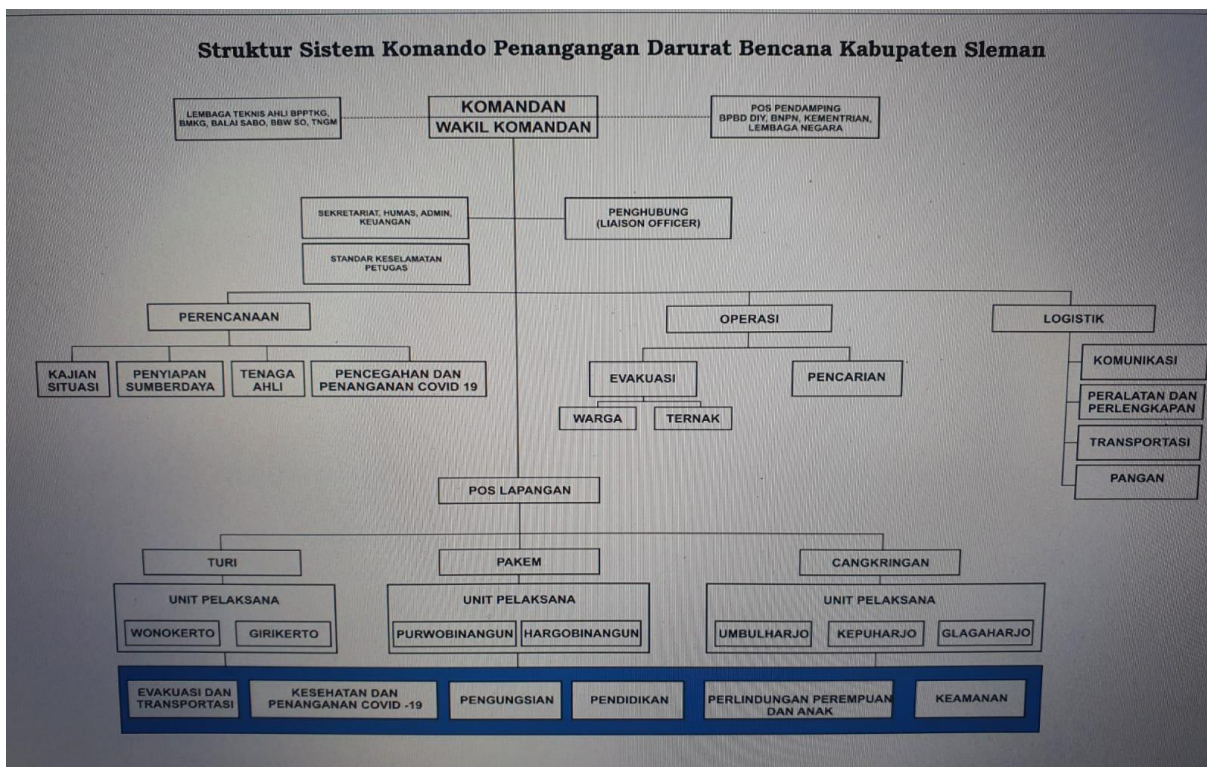 Struktur Sistem Komando Penangangan Darurat Bencana Kabupaten Sleman
LEMBAGA TEKNIS AHLI BPPTKG,
BMKG, BALAI SABO, BBW SO, TNGM
KOMANDAN
WAKIL KOMANDAN
POS PENDAMPING
BPBD DIY, BNPN, KEMENTRIAN,
LEMBAGA NEGARA
SEKRETARIAT, HUMAS, ADMIN,
KEUANGAN
PENGHUBUNG
(LIAISON OFFICER)
STANDAR KESELAMATAN
PETUGAS
PERENCANAAN
OPERASI
LOGISTIK
KAJIAN
SITUASI
PENYIAPAN
SUMBERDAYA
TENAGA
AHLI
PENCEGAHAN DAN
PENANGANAN COVID 19
EVAKUASI
PENCARIAN
WARGA
TERNAK
KOMUNIKASI
PERALATAN DAN
PERLENGKAPAN
TRANSPORTASI
PANGAN
POS LAPANGAN
TURI
PAKEM
CANGKRINGAN
UNIT PELAKSANA
WONOKERTO
GIRIKERTO
UNIT PELAKSANA
PURWOBINANGUN
HARGOBINANGUN
UNIT PELAKSANA
UMBULHARJO
KEPUHARJO
GLAGAHARJO
EVAKUASI DAN
TRANSPORTASI
KESEHATAN DAN
PENANGANAN COVID -19
PENGUNGSIAN
PENDIDIKAN
PERLINDUNGAN PEREMPUAN
DAN ANAK
KEAMANAN